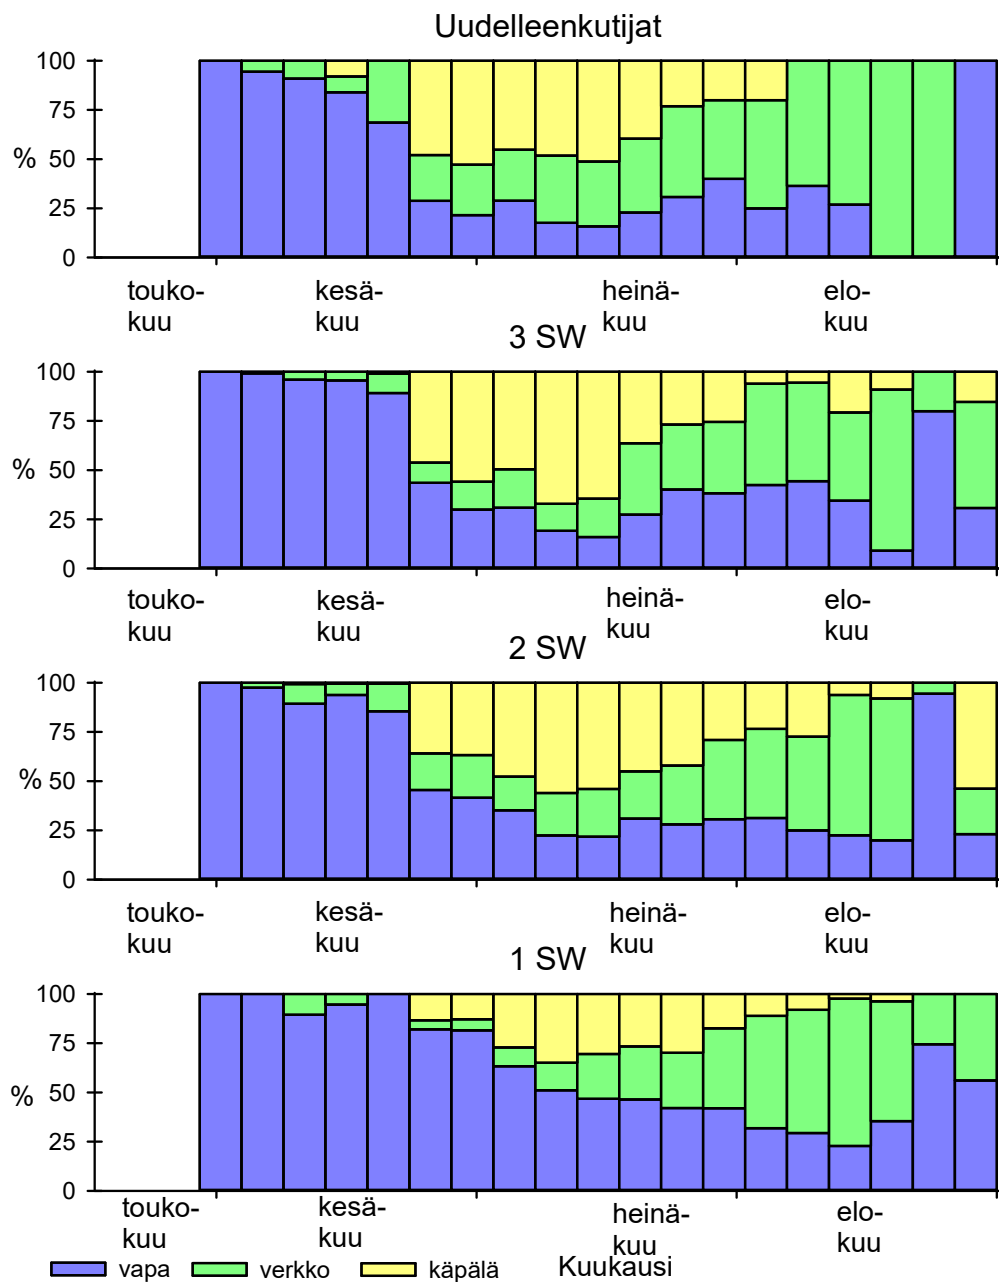 Uudelleenkutijat
100
75
% 50
25
0
touko- kesä- heinä- elo-
kuu kuu kuu kuu
3 SW
100
75
% 50
25
0
touko- kesä- heinä- elo-
kuu kuu kuu kuu
2 SW
100
75
% 50
25
0
touko- kesä- heinä- elo-
kuu kuu kuu kuu
1 SW
100
75
% 50
25
0
touko- kesä- heinä- elo-
kuu kuu kuu kuu
vapa verkko käpälä Kuukausi